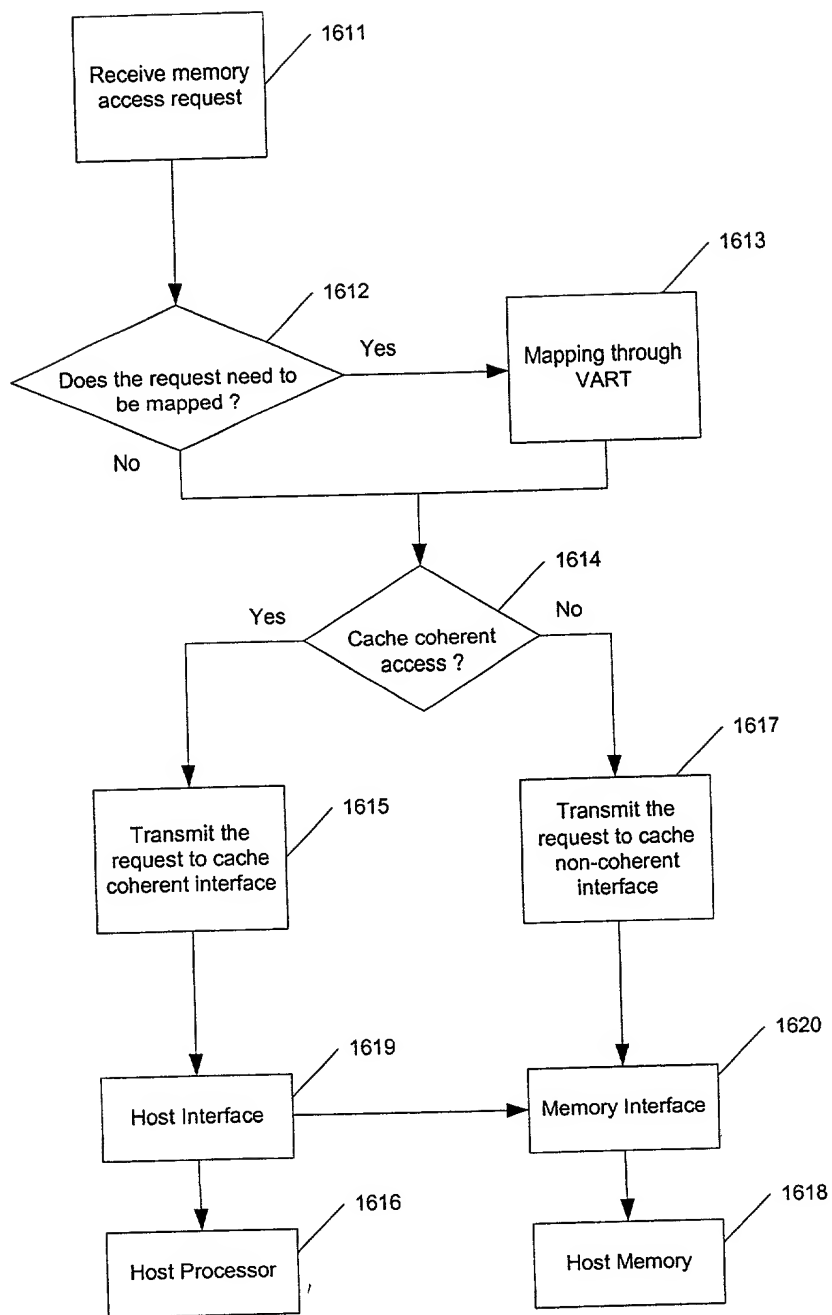 1611
Receive memory
access request
1613
1612
Yes
Mapping through
VART
Does the request need to
be mapped ?
No
1614
Yes
No
Cache coherent
access ?
1617
1615
Transmit the
request to cache
coherent interface
Transmit the
request to cache
non-coherent
interface
1619
1620
Host Interface
Memory Interface
1616
1618
Host Processor
Host Memory